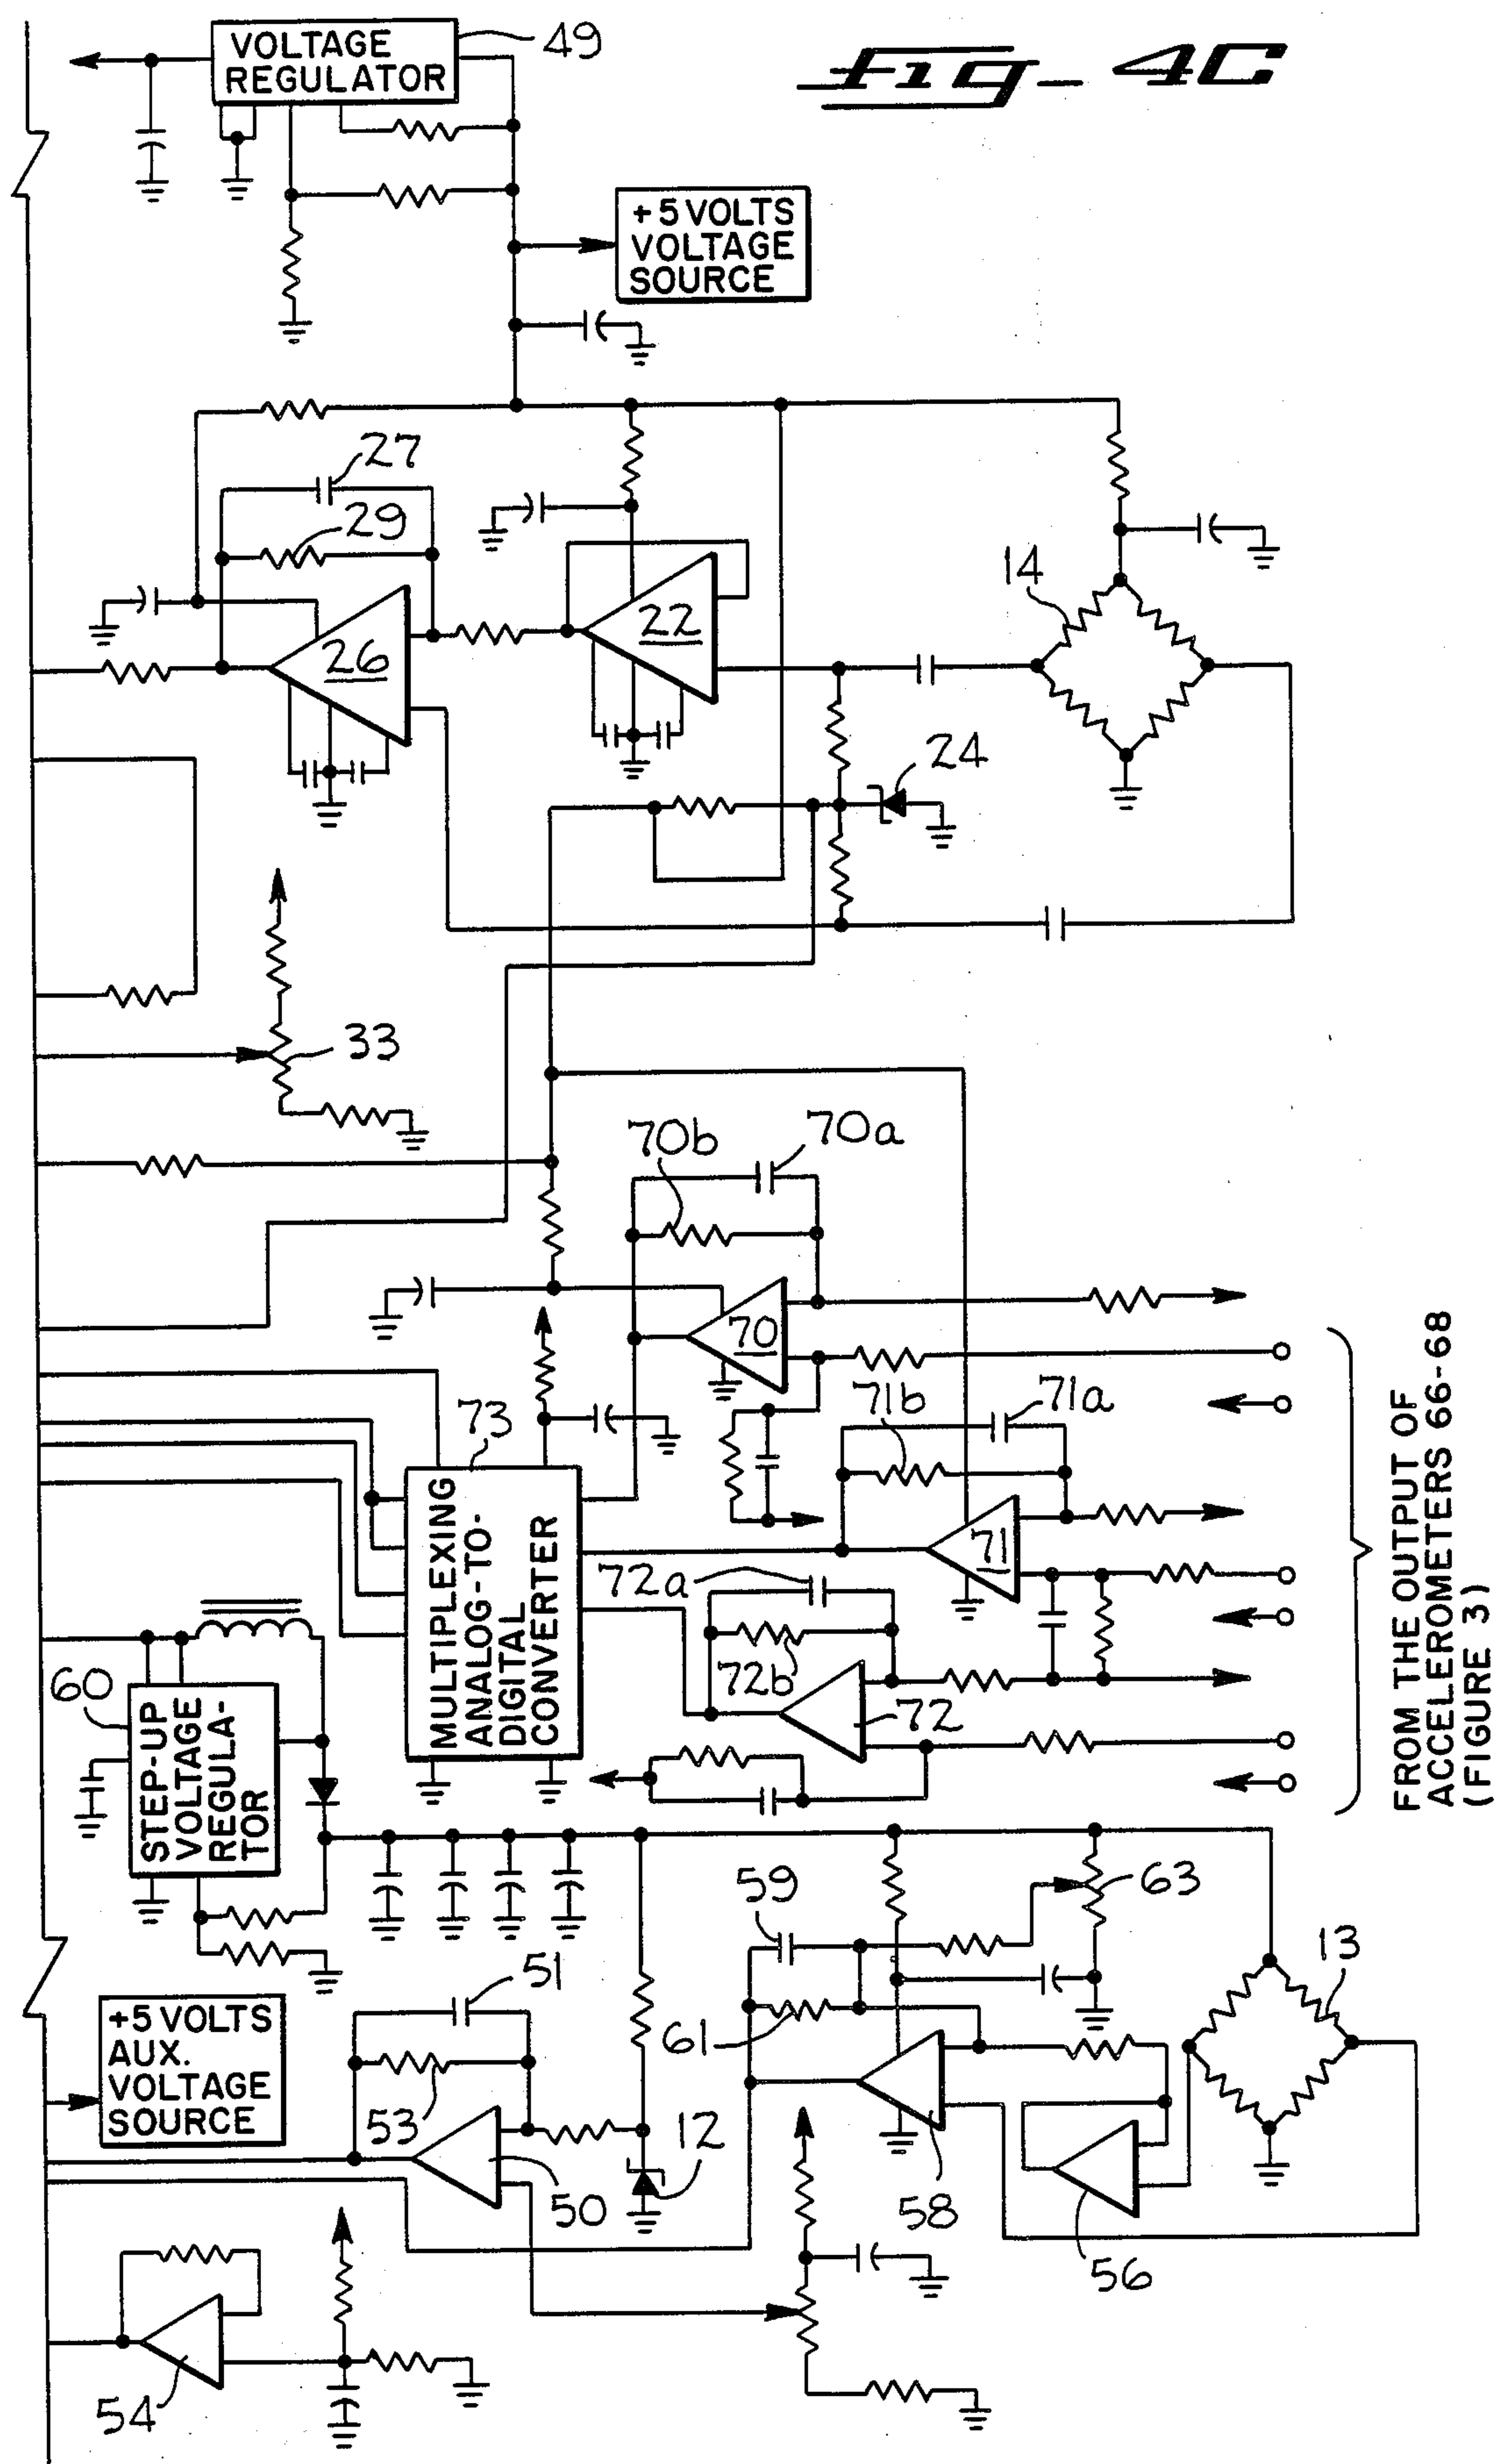 Fig_ 4C
VOLTAGE
REGULATOR
49
+5 VOLTS
VOLTAGE
SOURCE
27
29
26
22
14
24
33
70b
70a
70
73
71b
71a
71
MULTIPLEXING
ANALOG-TO-
DIGITAL
CONVERTER
72a
72b
72
FROM THE OUTPUT OF
ACCELEROMETERS 66-68
(FIGURE 3)
60
STEP-UP
VOLTAGE
REGULA-
TOR
59
63
13
51
61
+5 VOLTS
AUX.
VOLTAGE
SOURCE
53
12
50
58
56
54